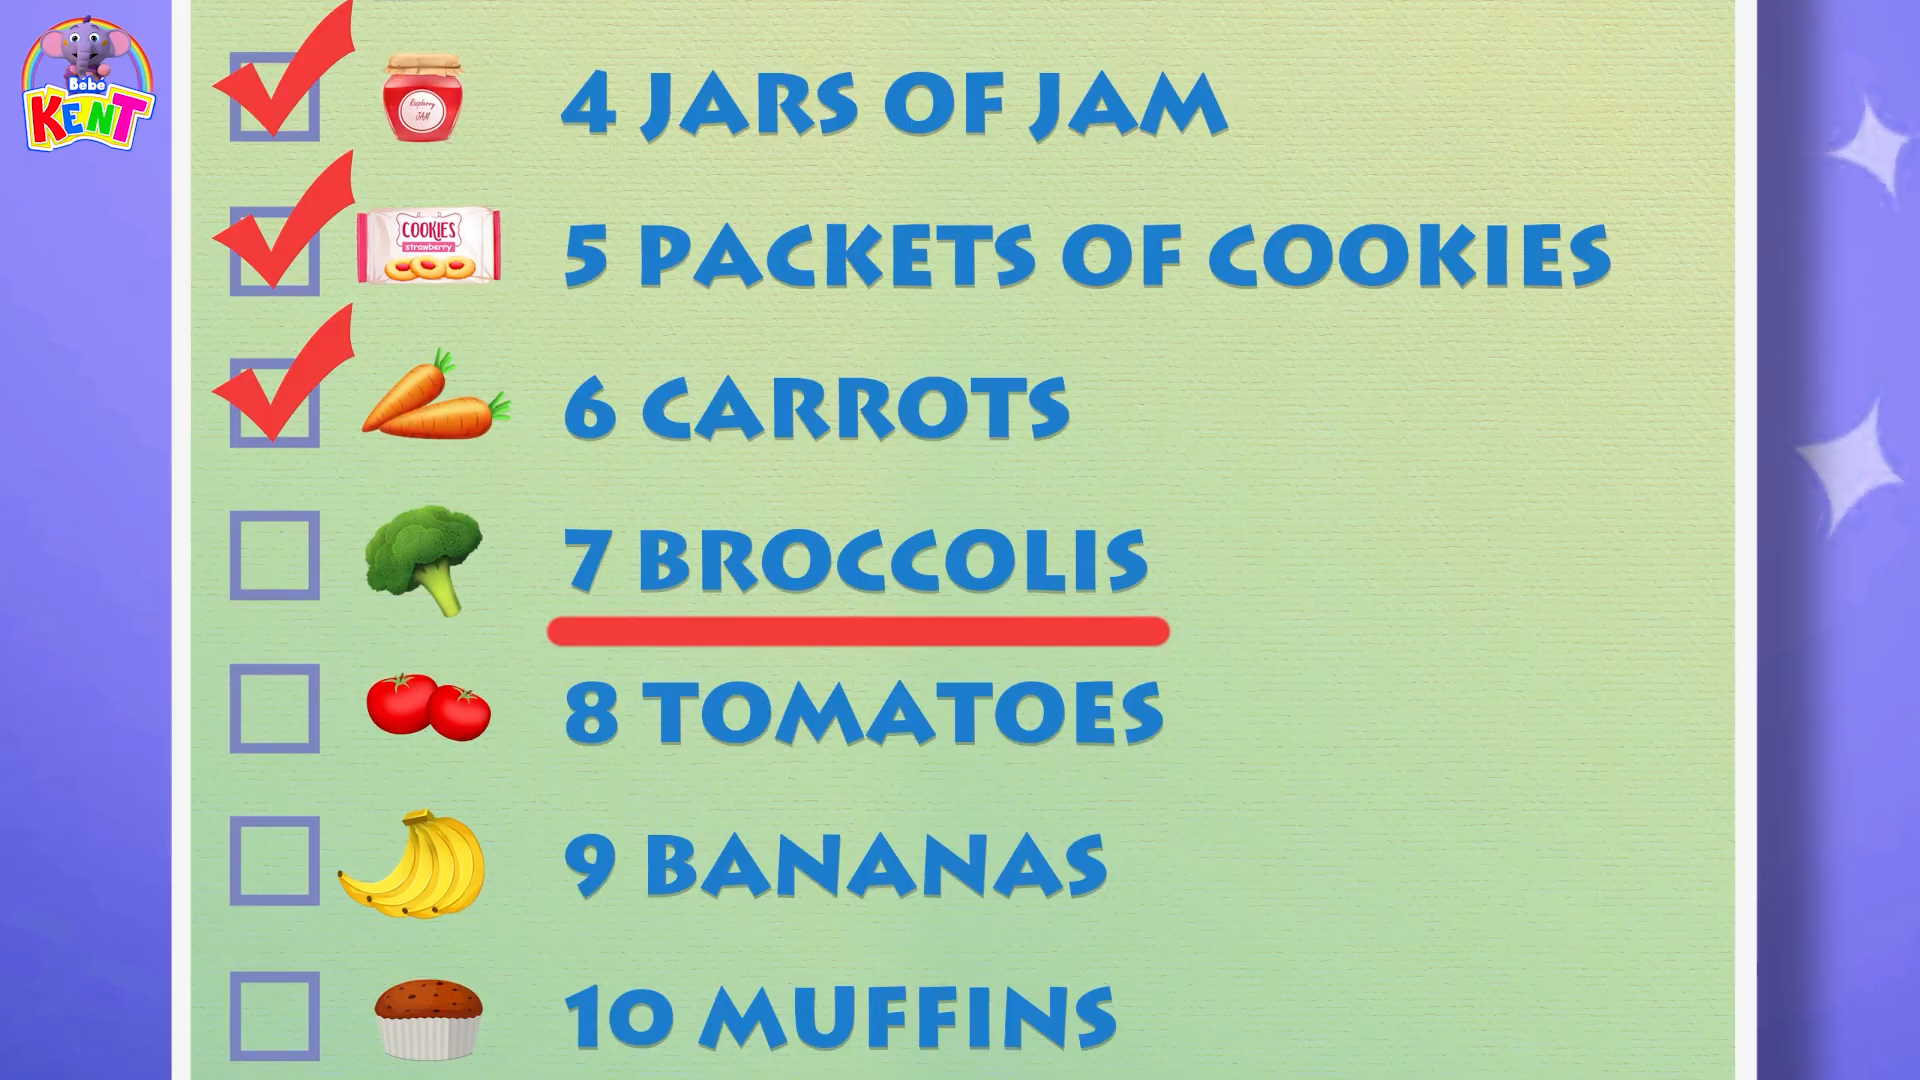 Bébé
KENT
Raspberry
JAM
4 JARS OF JAM
COOKIES
strawberry
5 PACKETS OF COOKIES
6 CARROTS
7 BROCCOLIS
8 TOMATOES
9 BANANAS
10 MUFFINS